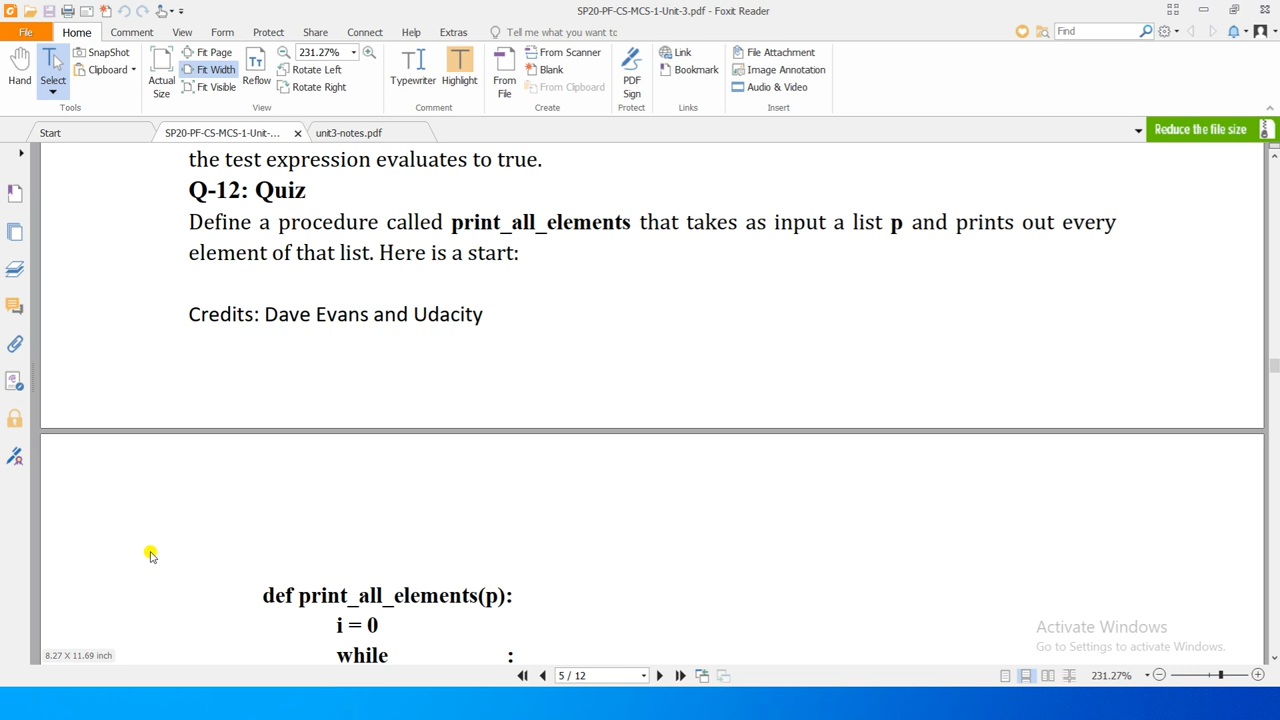 SP20-PF-CS-MCS-1-Unit-3.pdf - Foxit Reader
File Home Comment View Form Protect Share Connect Help Extras Tell me what you want to Find
Hand
Select
SnapShot
Clipboard
Tools
Actual Size
Fit Page
Fit Width
Fit Visible
Reflow
231.27%
Rotate Left
Rotate Right
View
Typewriter
Highlight
Comment
From File
From Scanner
Blank
From Clipboard
Create
PDF Sign
Protect
Link
Bookmark
Links
File Attachment
Image Annotation
Audio & Video
Insert
Start SP20-PF-CS-MCS-1-Unit-... unit3-notes.pdf Reduce the file size
the test expression evaluates to true.
Q-12: Quiz
Define a procedure called print_all_elements that takes as input a list p and prints out every
element of that list. Here is a start:
Credits: Dave Evans and Udacity
def print_all_elements(p):
i = 0
while :
Activate Windows
Go to Settings to activate Windows.
8.27 X 11.69 inch
5 / 12 231.27%